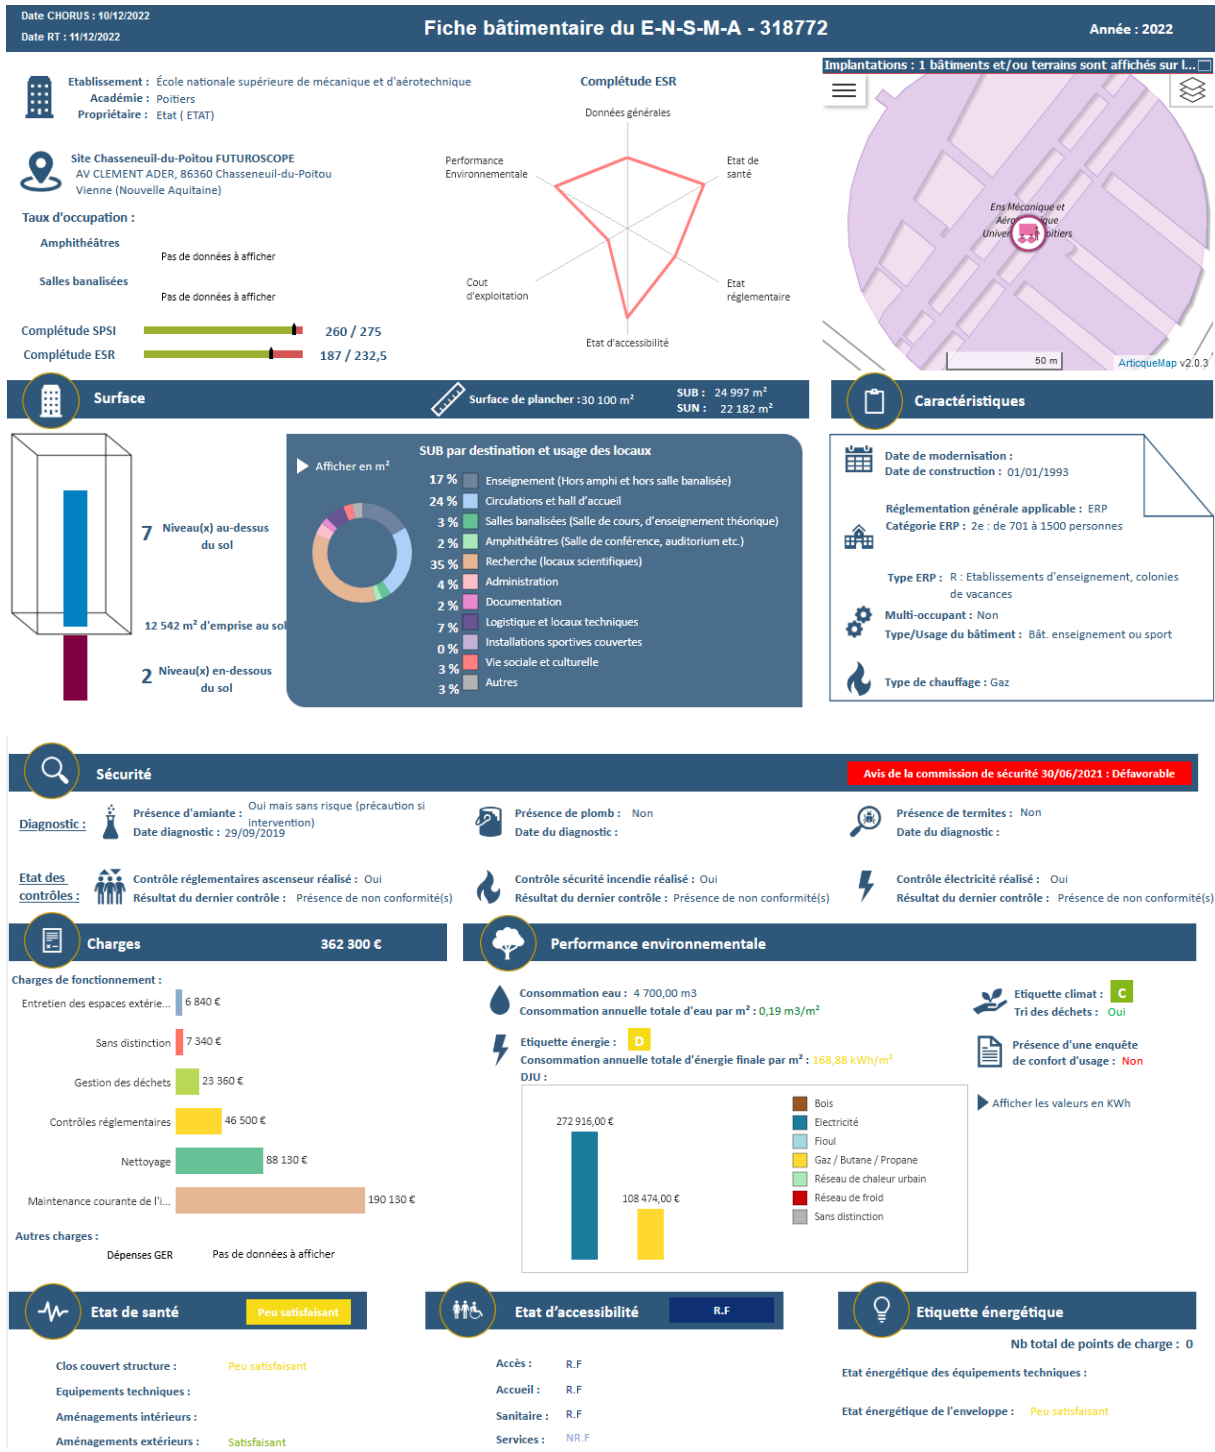 Date CHORUS : 10/12/2022
Date RT : 11/12/2022
Fiche bâtimentaire du E-N-S-M-A - 318772
Année : 2022
Etablissement : École nationale supérieure de mécanique et d'aérotechnique
Académie : Poitiers
Propriétaire : Etat ( ETAT)
Site Chasseneuil-du-Poitou FUTUROSCOPE
AV CLEMENT ADER, 86360 Chasseneuil-du-Poitou
Vienne (Nouvelle Aquitaine)
Taux d'occupation :
Amphithéâtres
Pas de données à afficher
Salles banalisées
Pas de données à afficher
Complétude SPSI 260 / 275
Complétude ESR 187 / 232,5
Complétude ESR
Données générales
Performance
Environnementale
Etat de
santé
Cout
d'exploitation
Etat
réglementaire
Etat d'accessibilité
Implantations : 1 bâtiments et/ou terrains sont affichés sur l...
Ens Mécanique et
50 m
ArticqueMap v2.0.3
Surface
Surface de plancher :30 100 m²
SUB : 24 997 m²
SUN : 22 182 m²
7 Niveau(x) au-dessus
du sol
12 542 m² d'emprise au sol
2 Niveau(x) en-dessous
du sol
SUB par destination et usage des locaux
Afficher en m²
17 % Enseignement (Hors amphi et hors salle banalisée)
24 % Circulations et hall d'accueil
3 % Salles banalisées (Salle de cours, d'enseignement théorique)
2 % Amphithéâtres (Salle de conférence, auditorium etc.)
35 % Recherche (locaux scientifiques)
4 % Administration
2 % Documentation
7 % Logistique et locaux techniques
0 % Installations sportives couvertes
3 % Vie sociale et culturelle
3 % Autres
Caractéristiques
Date de modernisation :
Date de construction : 01/01/1993
Réglementation générale applicable : ERP
Catégorie ERP : 2e : de 701 à 1500 personnes
Type ERP : R : Etablissements d'enseignement, colonies
de vacances
Multi-occupant : Non
Type/Usage du bâtiment : Bât. enseignement ou sport
Type de chauffage : Gaz
Sécurité
Avis de la commission de sécurité 30/06/2021 : Défavorable
Diagnostic :
Présence d'amiante : Oui mais sans risque (précaution si
intervention)
Date diagnostic : 29/09/2019
Présence de plomb : Non
Date du diagnostic :
Présence de termites : Non
Date du diagnostic :
Etat des
contrôles :
Contrôle réglementaires ascenseur réalisé : Oui
Résultat du dernier contrôle : Présence de non conformité(s)
Contrôle sécurité incendie réalisé : Oui
Résultat du dernier contrôle : Présence de non conformité(s)
Contrôle électricité réalisé : Oui
Résultat du dernier contrôle : Présence de non conformité(s)
Charges
362 300 €
Charges de fonctionnement :
Entretien des espaces extérie... 6 840 €
Sans distinction 7 340 €
Gestion des déchets 23 360 €
Contrôles réglementaires 46 500 €
Nettoyage 88 130 €
Maintenance courante de l'i... 190 130 €
Autres charges :
Dépenses GER Pas de données à afficher
Performance environnementale
Consommation eau : 4 700,00 m3
Consommation annuelle totale d'eau par m² : 0,19 m3/m²
Etiquette énergie : D
Consommation annuelle totale d'énergie finale par m² : 168,88 kWh/m²
DJU :
272 916,00 €
108 474,00 €
Bois
Electricité
Fioul
Gaz / Butane / Propane
Réseau de chaleur urbain
Réseau de froid
Sans distinction
Etiquette climat : C
Tri des déchets : Oui
Présence d'une enquête
de confort d'usage : Non
Afficher les valeurs en KWh
Etat de santé
Peu satisfaisant
Clos couvert structure : Peu satisfaisant
Equipements techniques :
Aménagements intérieurs :
Aménagements extérieurs : Satisfaisant
Etat d'accessibilité
R.F
Accès : R.F
Accueil : R.F
Sanitaire : R.F
Services : NR.F
Etiquette énergétique
Nb total de points de charge : 0
Etat énergétique des équipements techniques :
Etat énergétique de l'enveloppe : Peu satisfaisant